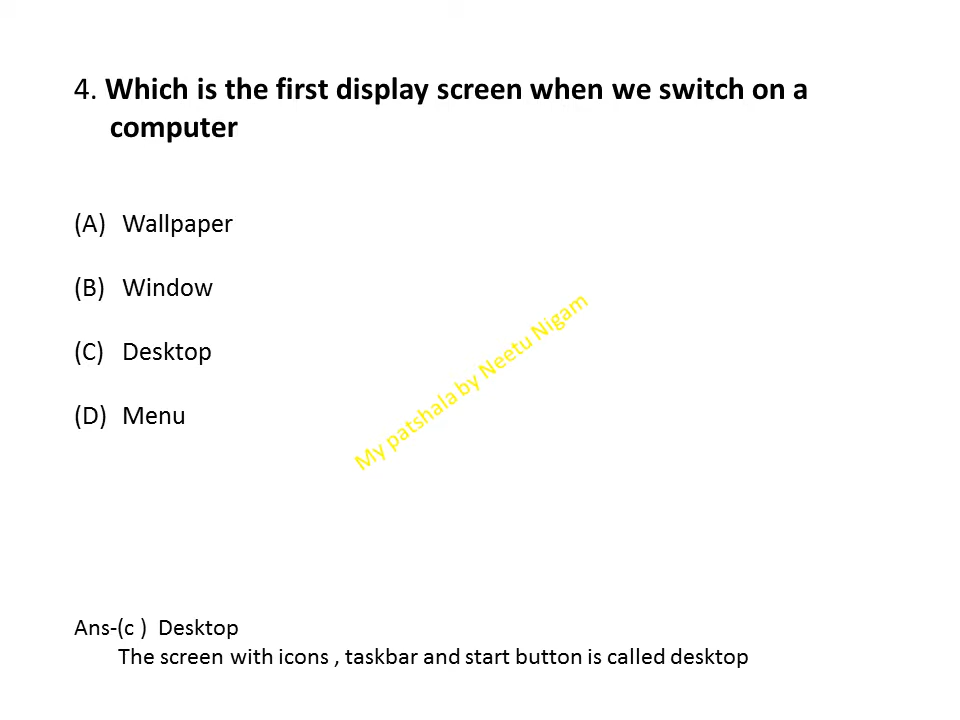 4. Which is the first display screen when we switch on a
computer
(A) Wallpaper
(B) Window
(C) Desktop
(D) Menu
My patshala by Neetu Nigam
Ans-(c ) Desktop
The screen with icons , taskbar and start button is called desktop